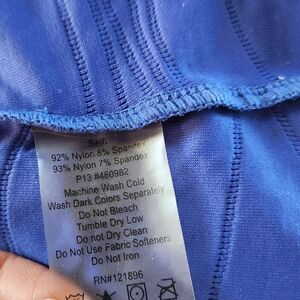 Swift
92% Nylon 8% Spandex
93% Nylon 7% Spandex
P13 #460982
Machine Wash Cold
Wash Dark Colors Separately
Do Not Bleach
Tumble Dry Low
Do not Dry Clean
Do Not Use Fabric Softeners
Do Not Iron
RN#121896